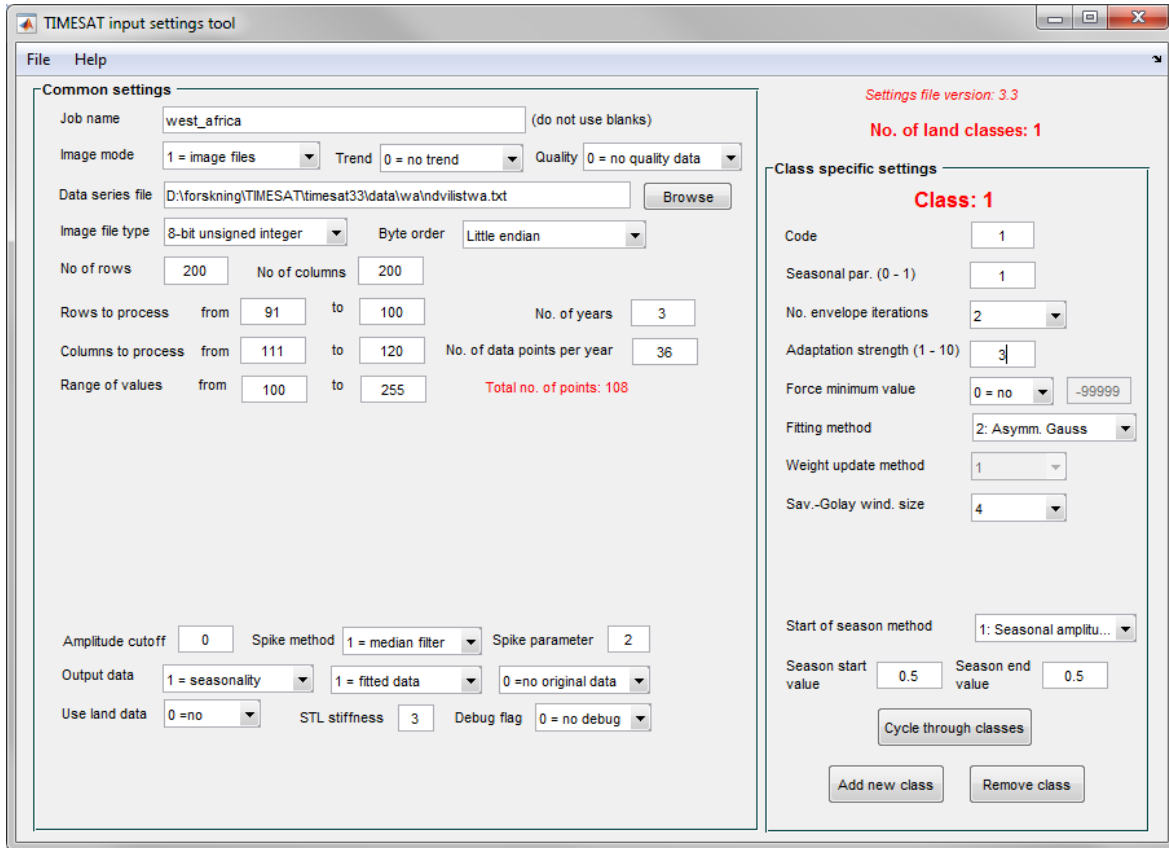 TIMESAT input settings tool
File Help
Common settings
Job name west_africa (do not use blanks)
Image mode 1 = image files Trend 0 = no trend Quality 0 = no quality data
Data series file D:\forskning\TIMESAT\timesat33\data\wa\ndvilistwa.txt Browse
Image file type 8-bit unsigned integer Byte order Little endian
No of rows 200 No of columns 200
Rows to process from 91 to 100 No. of years 3
Columns to process from 111 to 120 No. of data points per year 36
Range of values from 100 to 255 Total no. of points: 108
Amplitude cutoff 0 Spike method 1 = median filter Spike parameter 2
Output data 1 = seasonality 1 = fitted data 0 =no original data
Use land data 0 =no STL stiffness 3 Debug flag 0 = no debug
Settings file version: 3.3
No. of land classes: 1
Class specific settings
Class: 1
Code 1
Seasonal par. (0 - 1) 1
No. envelope iterations 2
Adaptation strength (1 - 10) 3
Force minimum value 0 = no -99999
Fitting method 2: Asymm. Gauss
Weight update method 1
Sav.-Golay wind. size 4
Start of season method 1: Seasonal amplitu...
Season start value 0.5 Season end value 0.5
Cycle through classes
Add new class Remove class